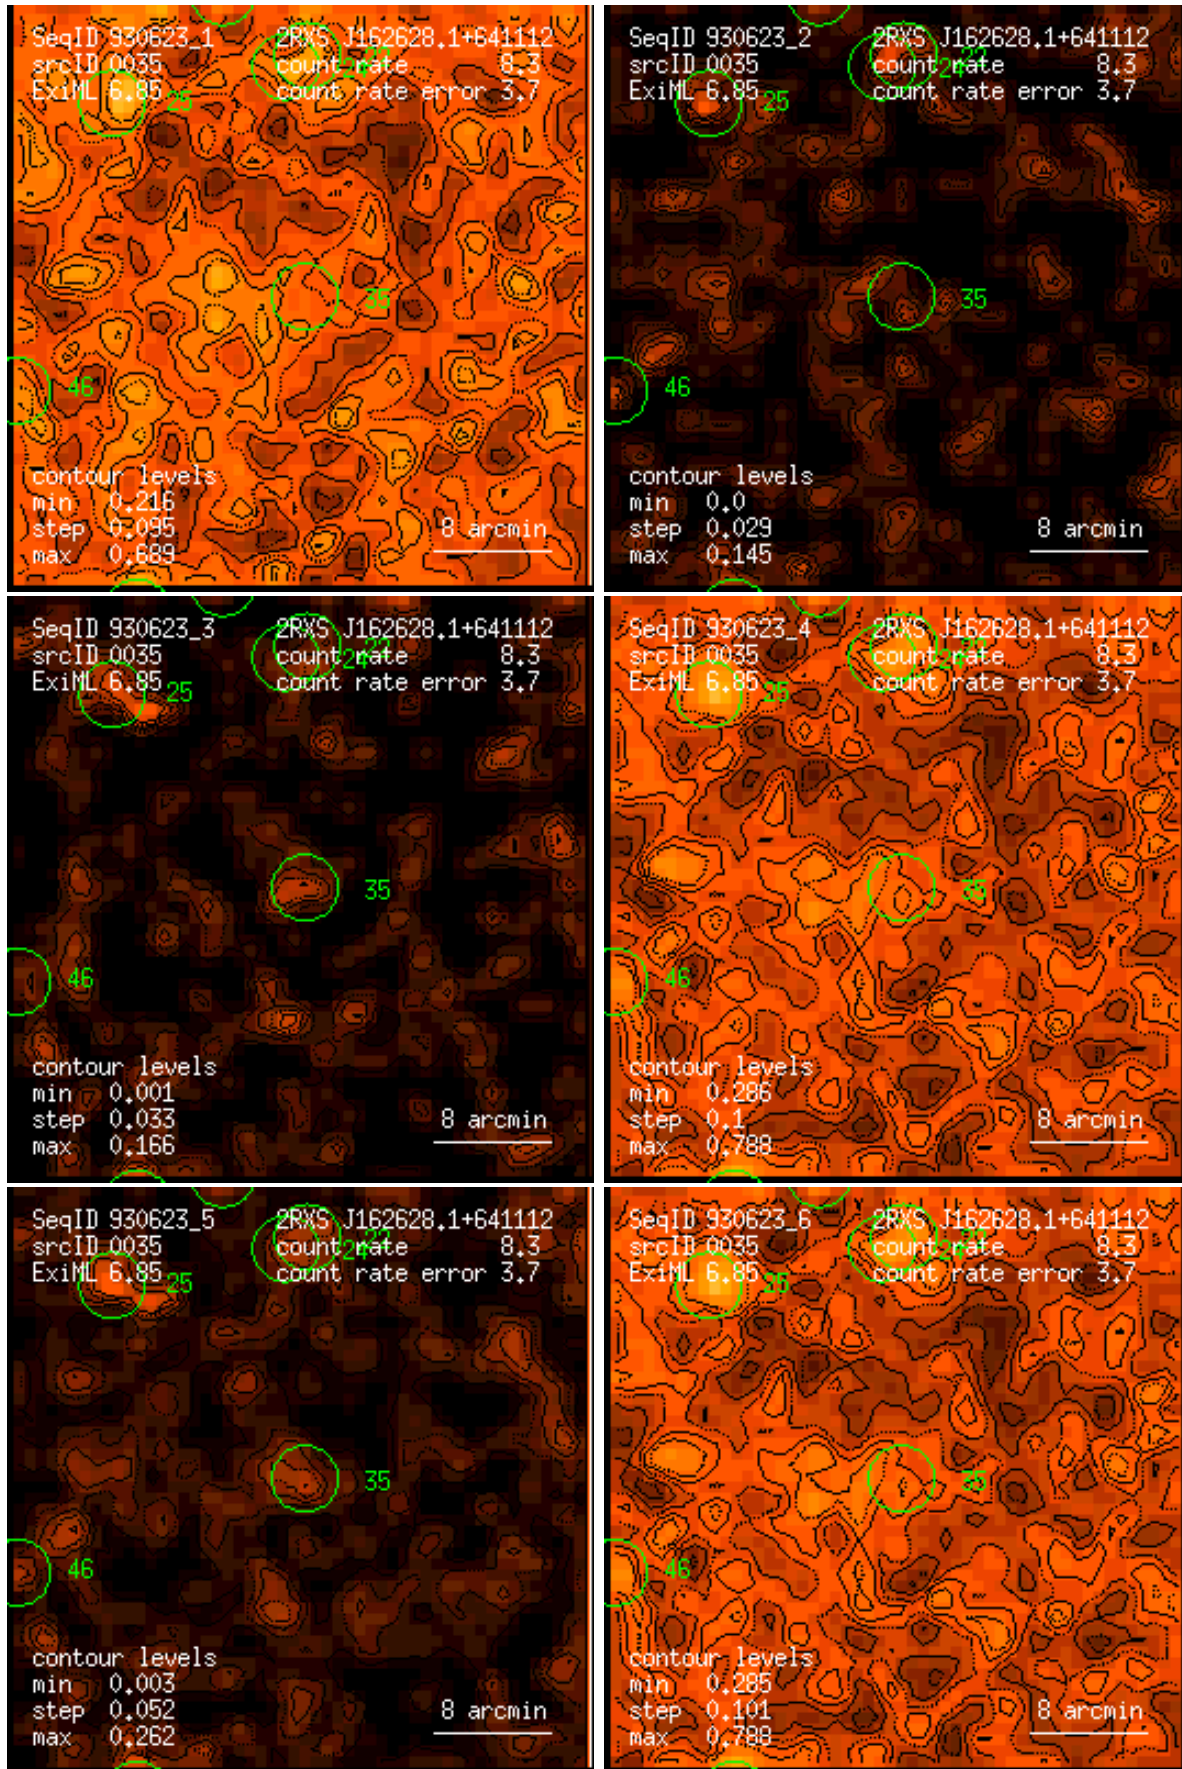 SeqID 930623_1 2RXS J162628.1+641112
srcID 0035 count rate 8.3
ExiML 6.85 count rate error 3.7
25
35
46
contour levels
min 0.216
step 0.095
max 0.689
8 arcmin
SeqID 930623_2 2RXS J162628.1+641112
srcID 0035 count rate 8.3
ExiML 6.85 count rate error 3.7
25
35
46
contour levels
min 0.0
step 0.029
max 0.145
8 arcmin
SeqID 930623_3 2RXS J162628.1+641112
srcID 0035 count rate 8.3
ExiML 6.85 count rate error 3.7
25
35
46
contour levels
min 0.001
step 0.033
max 0.166
8 arcmin
SeqID 930623_4 2RXS J162628.1+641112
srcID 0035 count rate 8.3
ExiML 6.85 count rate error 3.7
25
35
46
contour levels
min 0.286
step 0.1
max 0.788
8 arcmin
SeqID 930623_5 2RXS J162628.1+641112
srcID 0035 count rate 8.3
ExiML 6.85 count rate error 3.7
25
35
46
contour levels
min 0.003
step 0.052
max 0.262
8 arcmin
SeqID 930623_6 2RXS J162628.1+641112
srcID 0035 count rate 8.3
ExiML 6.85 count rate error 3.7
25
35
46
contour levels
min 0.285
step 0.101
max 0.788
8 arcmin